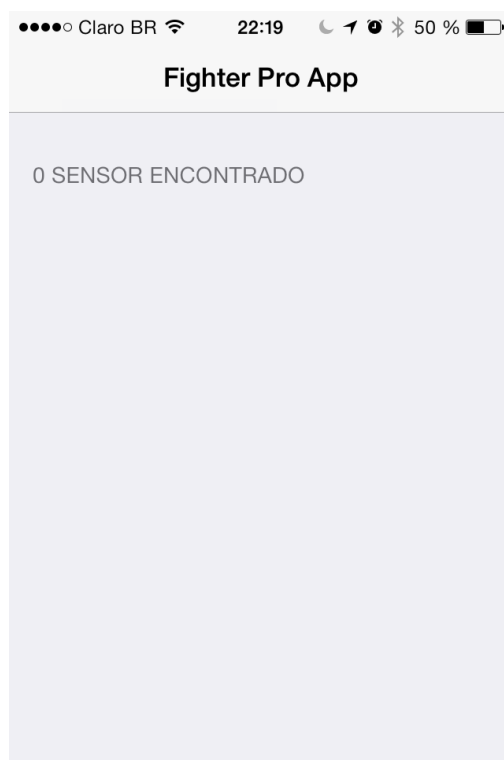 Claro BR 22:19 50 %
Fighter Pro App
0 SENSOR ENCONTRADO